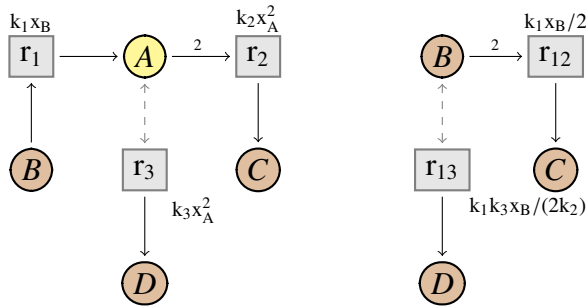 k₁x_B
k₂x_A²
k₁x_B/2
r₁
A
2
r₂
B
2
r₁₂
B
r₃
C
r₁₃
C
k₃x_A²
k₁k₃x_B/(2k₂)
D
D